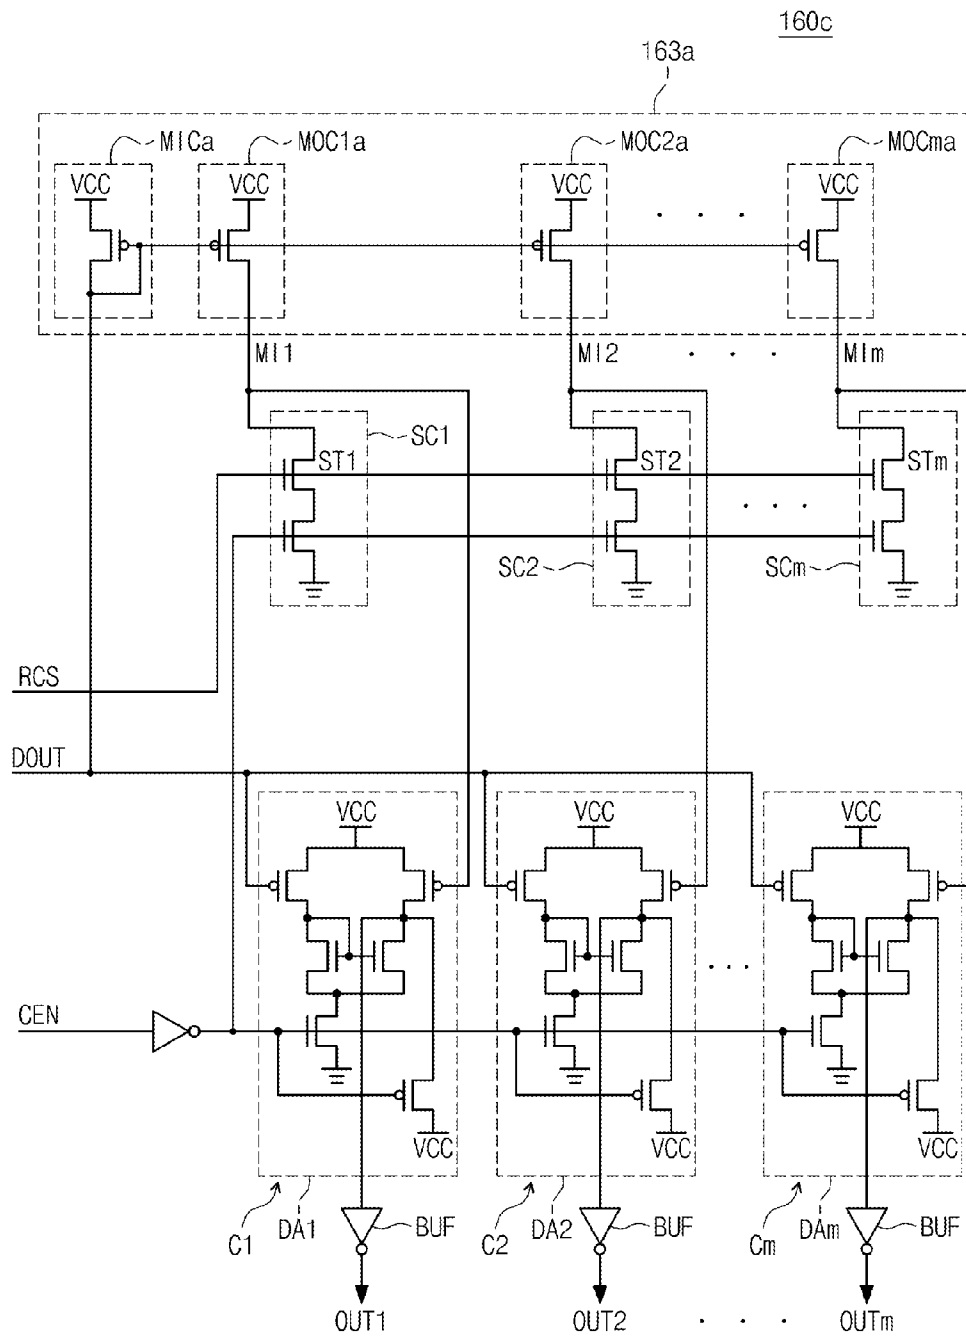 160c
163a
MICa MOC1a MOC2a MOCma
VCC VCC VCC VCC
. . .
MI1 MI2 . . . MIm
SC1
ST1 ST2 STm
. . .
SC2 SCm
RCS
DOUT
VCC VCC VCC
. . .
CEN
VCC VCC VCC
C1 DA1 BUF C2 DA2 BUF Cm DAm BUF
OUT1 OUT2 . . . OUTm